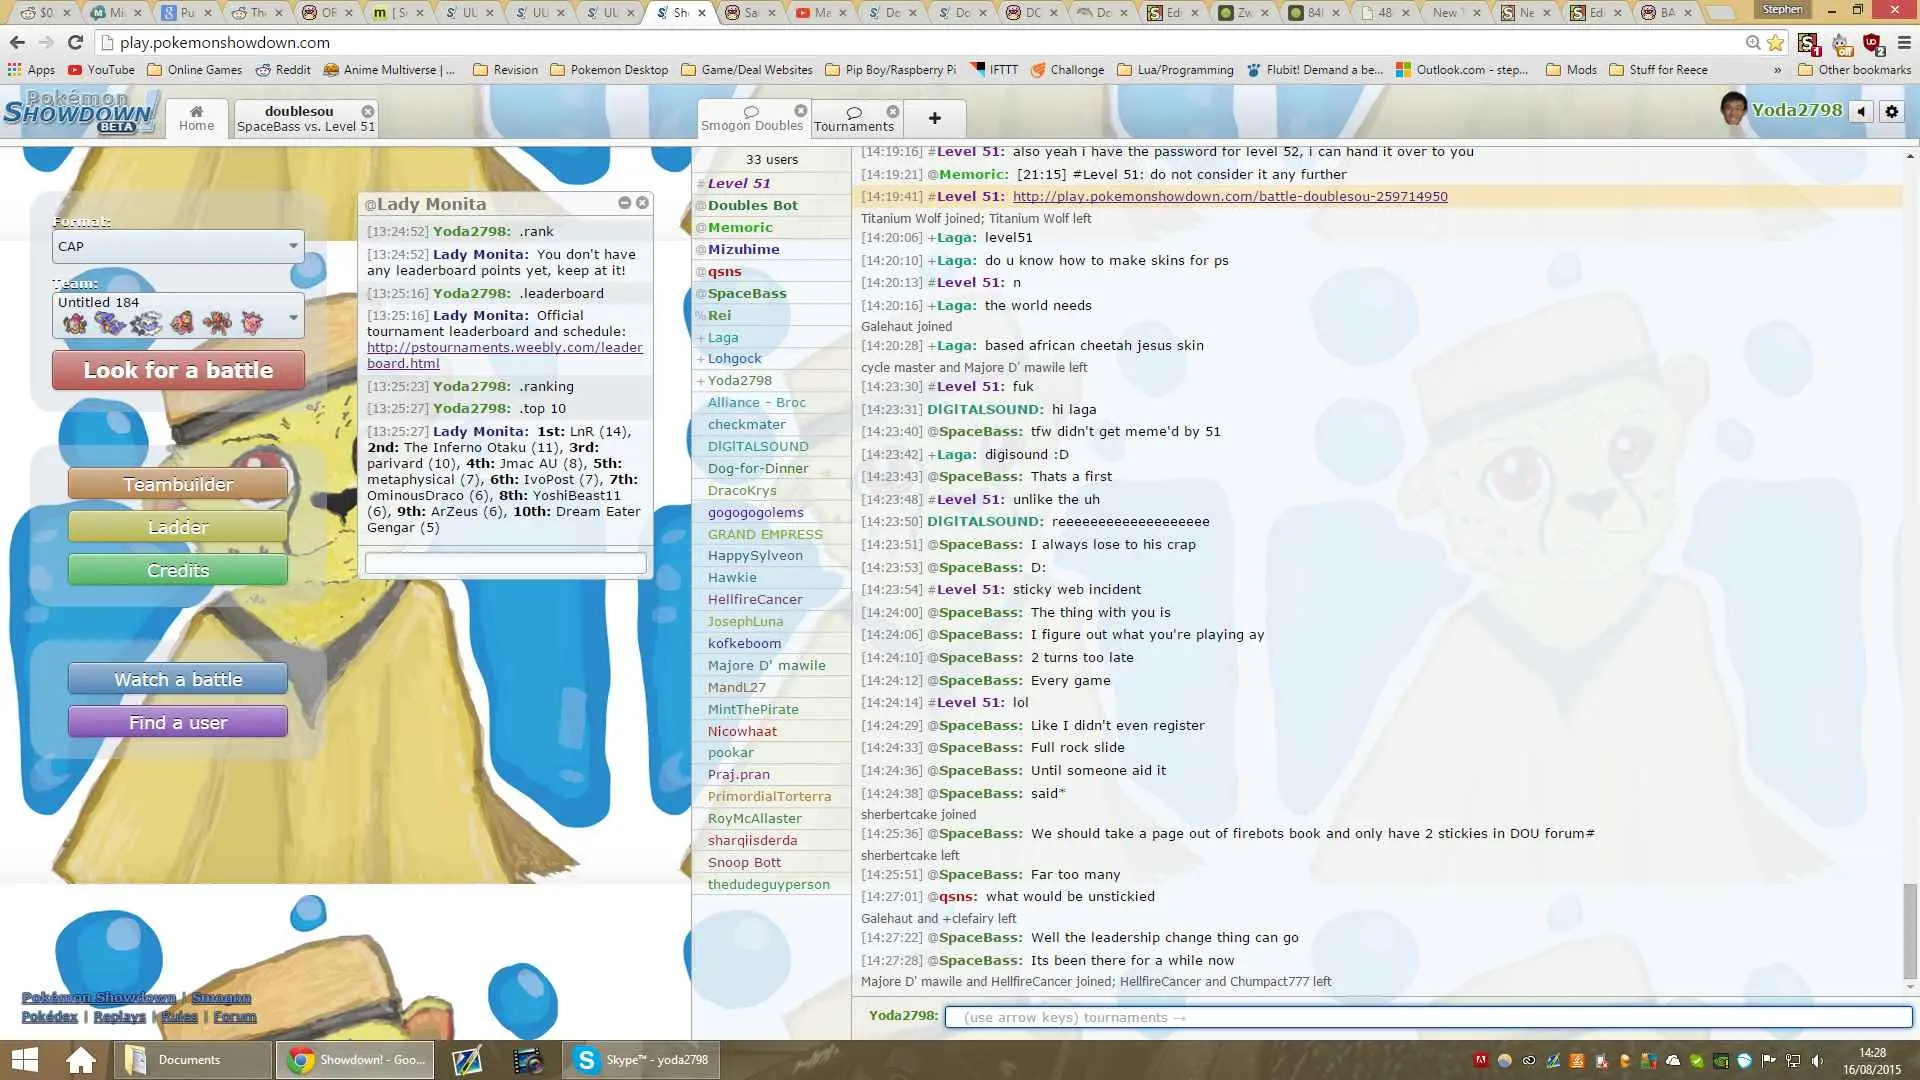 $0
Mi
Pu
Th
OF
[ S
UU
UU
UU
Sh
Sa
Ma
Do
Do
DC
Do
Edi
Zw
84
48
New T
Ne
Edi
BA
Stephen
play.pokemonshowdown.com
Apps
YouTube
Online Games
Reddit
Anime Multiverse | ...
Revision
Pokemon Desktop
Game/Deal Websites
Pip Boy/Raspberry Pi
IFTTT
Challonge
Lua/Programming
Flubit! Demand a be...
Outlook.com - step...
Mods
Stuff for Reece
»
Other bookmarks
Pokémon
SHOWDOWN!
BETA
Home
doublesou
SpaceBass vs. Level 51
Smogon Doubles
Tournaments
+
Yoda2798
Format:
CAP
Team:
Untitled 184
Look for a battle
Teambuilder
Ladder
Credits
Watch a battle
Find a user
Pokémon Showdown | Smogon
Pokédex | Replays | Rules | Forum
@Lady Monita
[13:24:52] Yoda2798: .rank
[13:24:52] Lady Monita: You don't have
any leaderboard points yet, keep at it!
[13:25:16] Yoda2798: .leaderboard
[13:25:16] Lady Monita: Official
tournament leaderboard and schedule:
http://pstournaments.weebly.com/leader
board.html
[13:25:23] Yoda2798: .ranking
[13:25:27] Yoda2798: .top 10
[13:25:27] Lady Monita: 1st: LnR (14),
2nd: The Inferno Otaku (11), 3rd:
parivard (10), 4th: Jmac AU (8), 5th:
metaphysical (7), 6th: IvoPost (7), 7th:
OminousDraco (6), 8th: YoshiBeast11
(6), 9th: ArZeus (6), 10th: Dream Eater
Gengar (5)
33 users
#Level 51
@Doubles Bot
@Memoric
@Mizuhime
@qsns
@SpaceBass
%Rei
+Laga
+Lohgock
+Yoda2798
Alliance - Broc
checkmater
DIGITALSOUND
Dog-for-Dinner
DracoKrys
gogogogolems
GRAND EMPRESS
HappySylveon
Hawkie
HellfireCancer
JosephLuna
kofkeboom
Majore D' mawile
MandL27
MintThePirate
Nicowhaat
pookar
Praj.pran
PrimordialTorterra
RoyMcAllaster
sharqiisderda
Snoop Bott
thedudeguyperson
[14:19:16] #Level 51: also yeah i have the password for level 52, i can hand it over to you
[14:19:21] @Memoric: [21:15] #Level 51: do not consider it any further
[14:19:41] #Level 51: http://play.pokemonshowdown.com/battle-doublesou-259714950
Titanium Wolf joined; Titanium Wolf left
[14:20:06] +Laga: level51
[14:20:10] +Laga: do u know how to make skins for ps
[14:20:13] #Level 51: n
[14:20:16] +Laga: the world needs
Galehaut joined
[14:20:28] +Laga: based african cheetah jesus skin
cycle master and Majore D' mawile left
[14:23:30] #Level 51: fuk
[14:23:31] DIGITALSOUND: hi laga
[14:23:40] @SpaceBass: tfw didn't get meme'd by 51
[14:23:42] +Laga: digisound :D
[14:23:43] @SpaceBass: Thats a first
[14:23:48] #Level 51: unlike the uh
[14:23:50] DIGITALSOUND: reeeeeeeeeeeeeeeeeee
[14:23:51] @SpaceBass: I always lose to his crap
[14:23:53] @SpaceBass: D:
[14:23:54] #Level 51: sticky web incident
[14:24:00] @SpaceBass: The thing with you is
[14:24:06] @SpaceBass: I figure out what you're playing ay
[14:24:10] @SpaceBass: 2 turns too late
[14:24:12] @SpaceBass: Every game
[14:24:14] #Level 51: lol
[14:24:29] @SpaceBass: Like I didn't even register
[14:24:33] @SpaceBass: Full rock slide
[14:24:36] @SpaceBass: Until someone aid it
[14:24:38] @SpaceBass: said*
sherbertcake joined
[14:25:36] @SpaceBass: We should take a page out of firebots book and only have 2 stickies in DOU forum#
sherbertcake left
[14:25:51] @SpaceBass: Far too many
[14:27:01] @qsns: what would be unstickied
Galehaut and +clefairy left
[14:27:22] @SpaceBass: Well the leadership change thing can go
[14:27:28] @SpaceBass: Its been there for a while now
Majore D' mawile and HellfireCancer joined; HellfireCancer and Chumpact777 left
Yoda2798: (use arrow keys) tournaments →
Documents
Showdown! - Goo...
Skype™ - yoda2798
14:28
16/08/2015